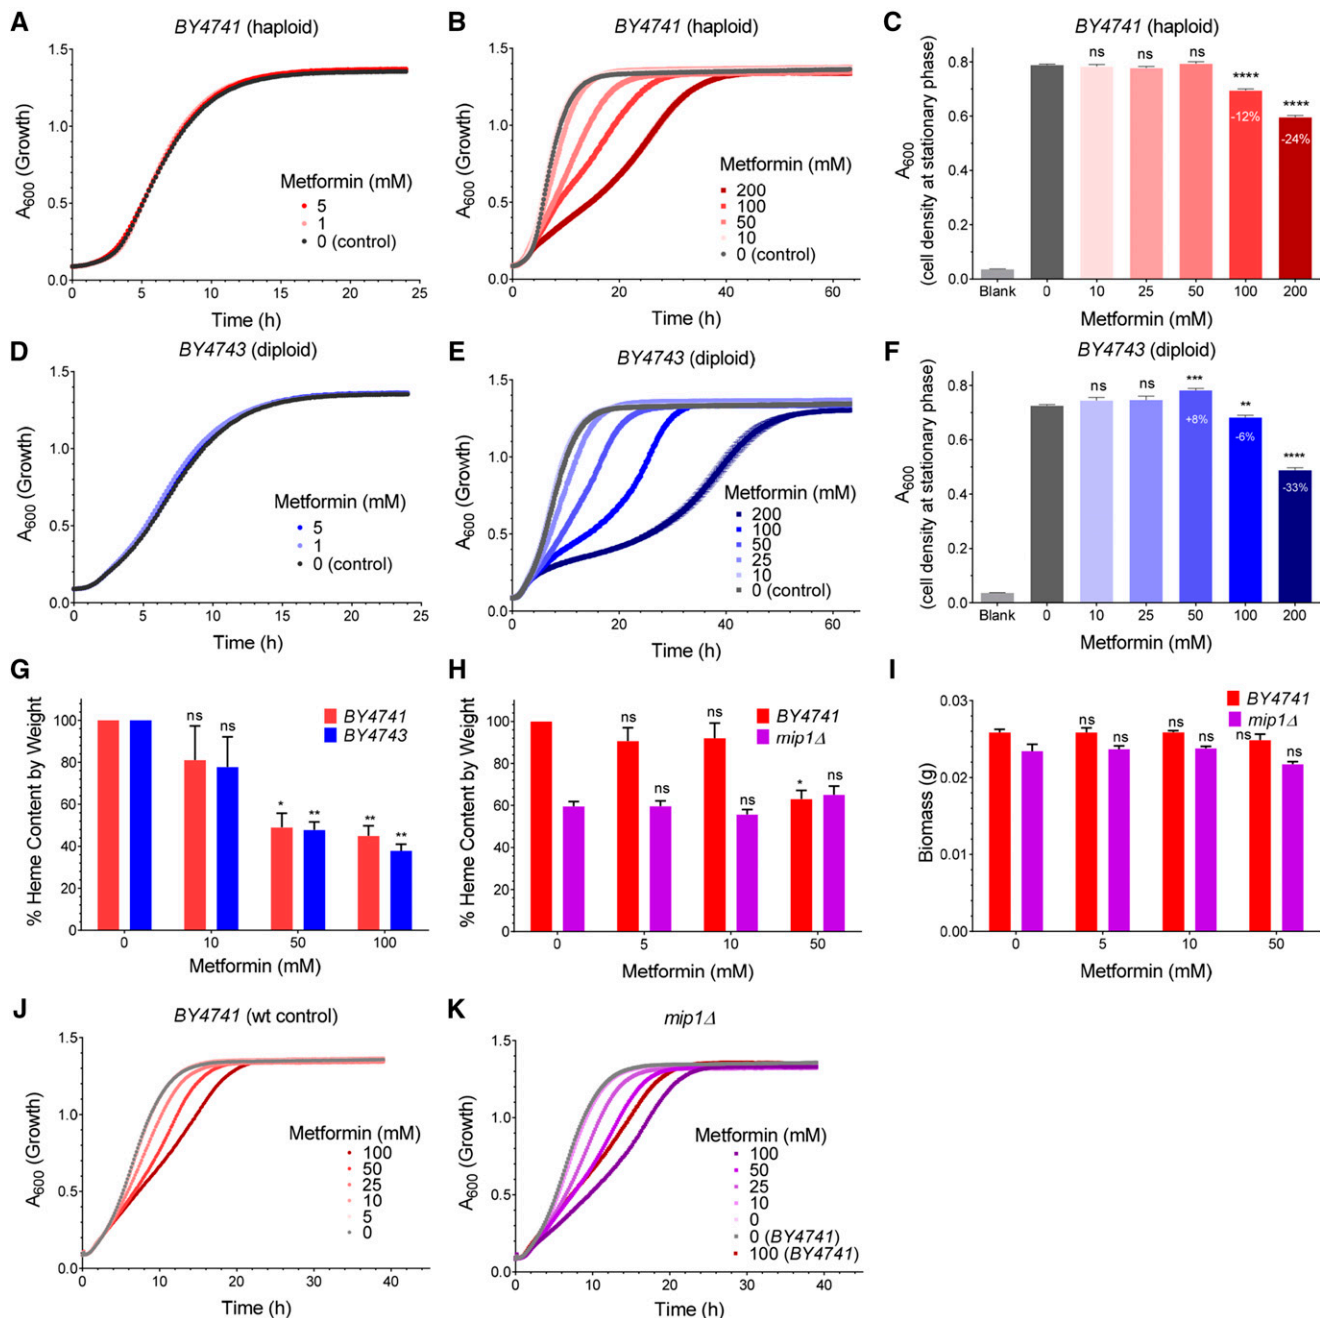 A
BY4741 (haploid)
1.5
1.0
0.5
0.0
A600 (Growth)
Metformin (mM)
5
1
0 (control)
0 5 10 15 20 25
Time (h)
B
BY4741 (haploid)
1.5
1.0
0.5
0.0
A600 (Growth)
Metformin (mM)
200
100
50
10
0 (control)
0 20 40 60
Time (h)
C
BY4741 (haploid)
0.8
0.6
0.4
0.2
0.0
A600
(cell density at stationary phase)
ns ns ns **** ****
-12%
-24%
Blank 0 10 25 50 100 200
Metformin (mM)
D
BY4743 (diploid)
1.5
1.0
0.5
0.0
A600 (Growth)
Metformin (mM)
5
1
0 (control)
0 5 10 15 20 25
Time (h)
E
BY4743 (diploid)
1.5
1.0
0.5
0.0
A600 (Growth)
Metformin (mM)
200
100
50
25
10
0 (control)
0 20 40 60
Time (h)
F
BY4743 (diploid)
0.8
0.6
0.4
0.2
0.0
A600
(cell density at stationary phase)
ns ns *** ** ****
+8%
-6%
-33%
Blank 0 10 25 50 100 200
Metformin (mM)
G
100
80
60
40
20
0
% Heme Content by Weight
BY4741
BY4743
ns ns * ** ** **
0 10 50 100
Metformin (mM)
H
100
80
60
40
20
0
% Heme Content by Weight
BY4741
mip1Δ
ns ns ns ns * ns
0 5 10 50
Metformin (mM)
I
0.03
0.02
0.01
0.00
Biomass (g)
BY4741
mip1Δ
ns ns ns ns ns ns
0 5 10 50
Metformin (mM)
J
BY4741 (wt control)
1.5
1.0
0.5
0.0
A600 (Growth)
Metformin (mM)
100
50
25
10
5
0
0 10 20 30 40
Time (h)
K
mip1Δ
1.5
1.0
0.5
0.0
A600 (Growth)
Metformin (mM)
100
50
25
10
0
0 (BY4741)
100 (BY4741)
0 10 20 30 40
Time (h)